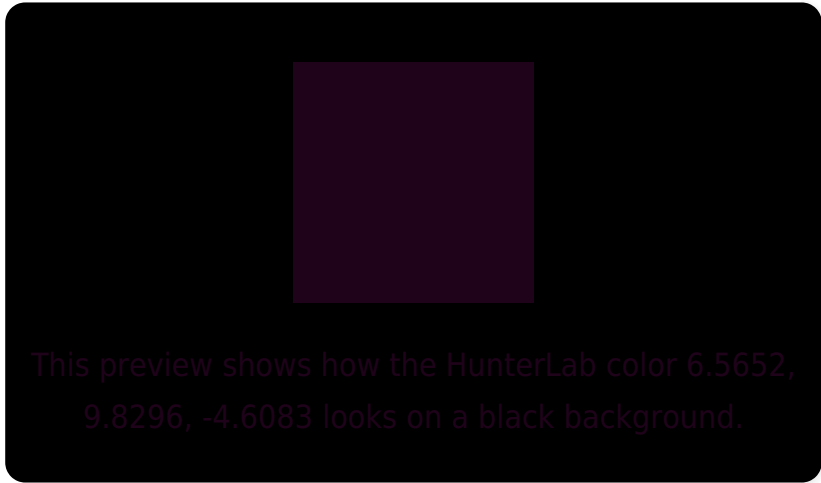 This preview shows how the HunterLab color 6.5652,
9.8296, -4.6083 looks on a black background.